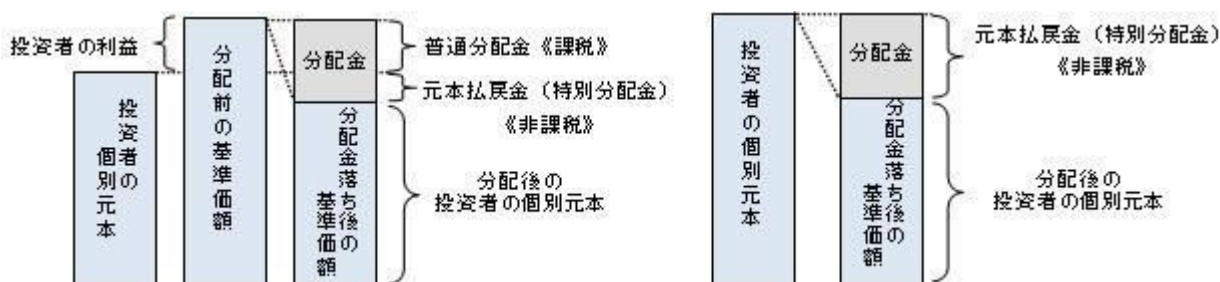 投資者の利益
投資者の
個別元本
分配前の基準価額
分配金
分配金落ち後の
基準価額
普通分配金《課税》
元本払戻金（特別分配金）
《非課税》
分配後の
投資者の個別元本
投資者の個別元本
分配金
分配金落ち後の
基準価額
元本払戻金（特別分配金）
《非課税》
分配後の
投資者の個別元本